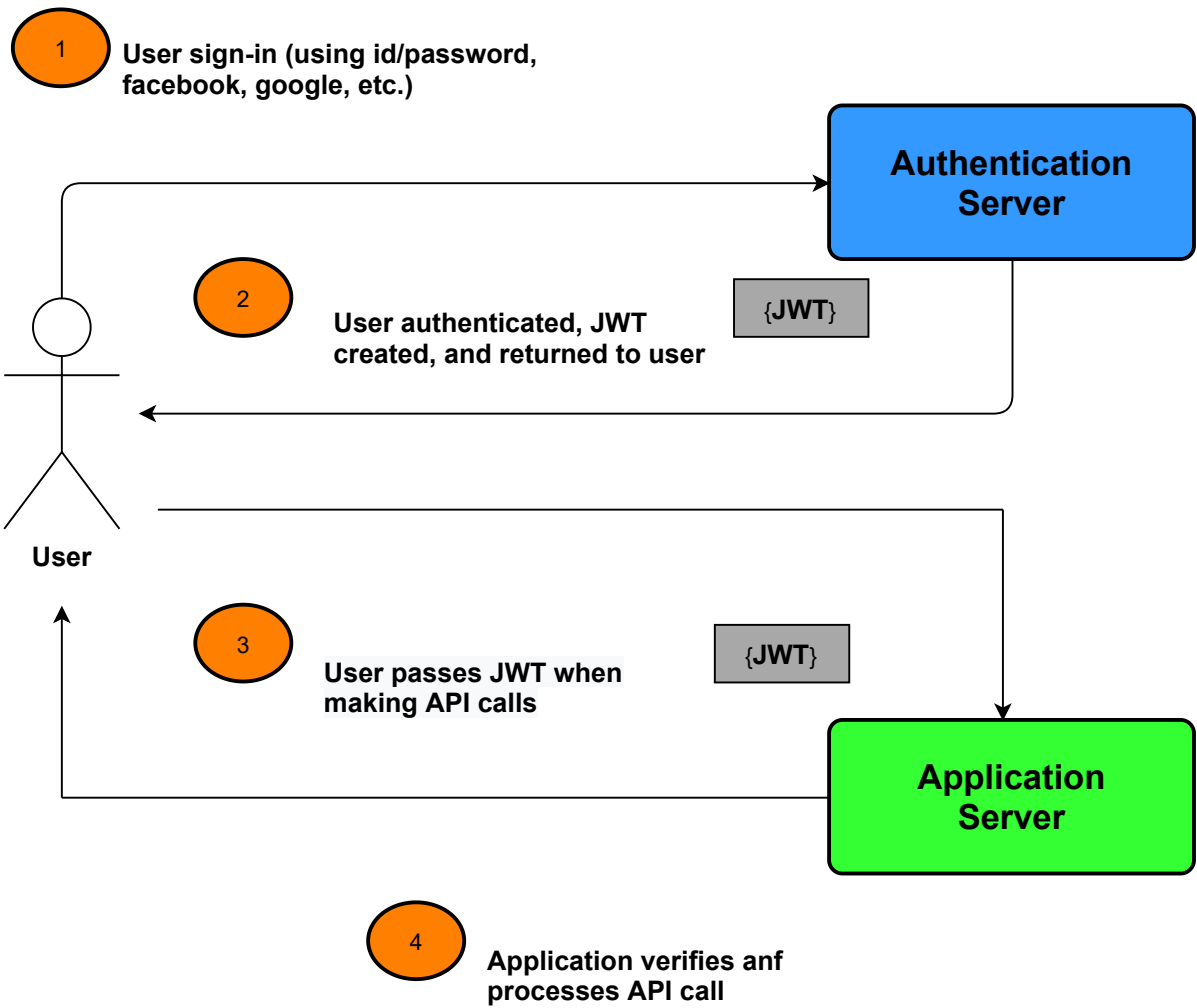 1
User sign-in (using id/password,
facebook, google, etc.)
Authentication
Server
2
User authenticated, JWT
created, and returned to user
{JWT}
User
3
User passes JWT when
making API calls
{JWT}
Application
Server
4
Application verifies anf
processes API call